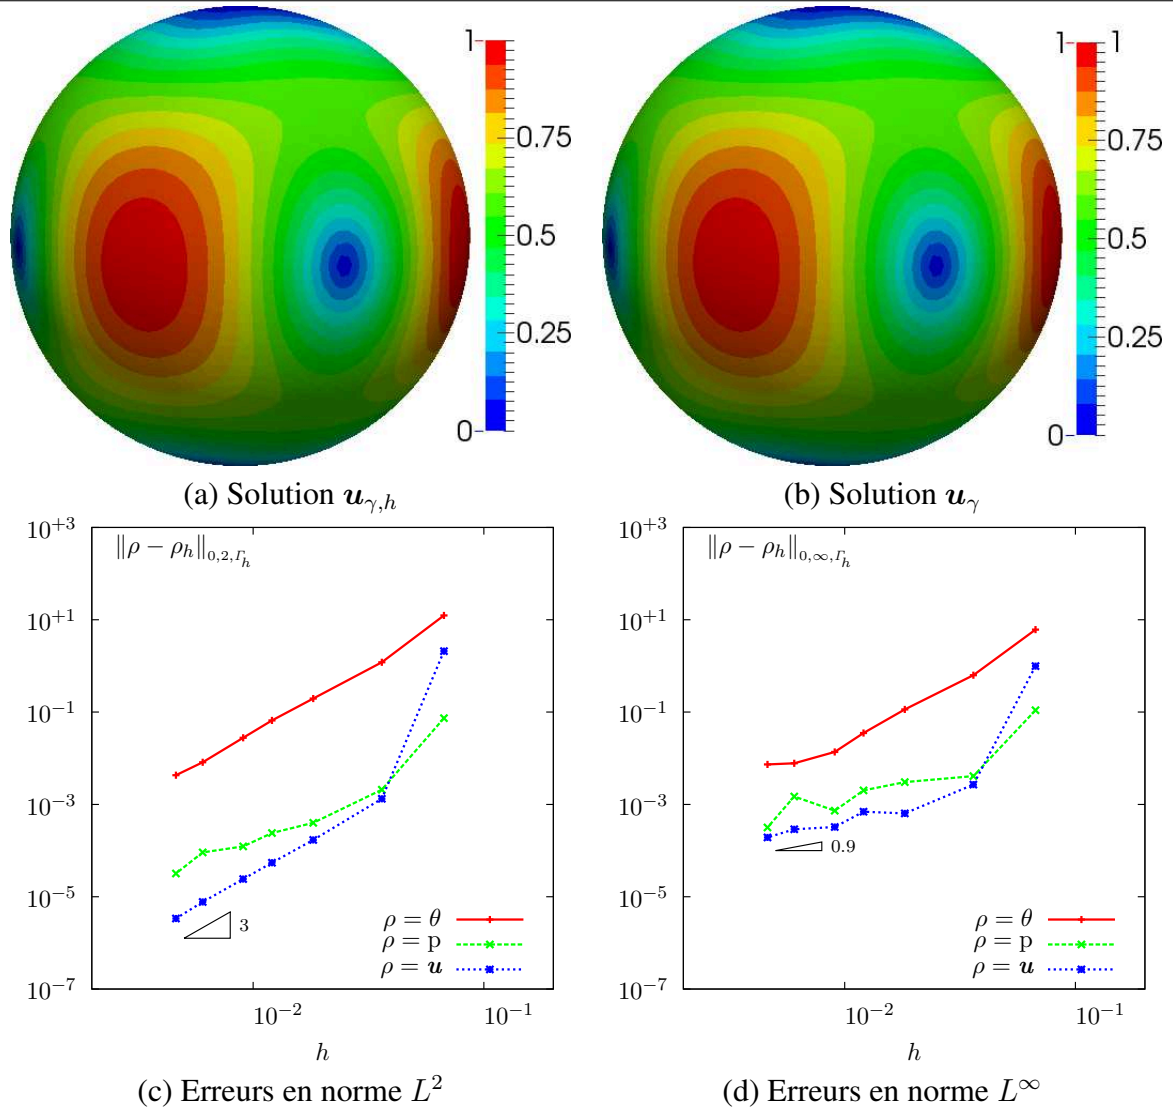 1
0.75
0.5
0.25
0
1 1
0.75
0.5
0.25
0
(a) Solution u_{γ,h}
(b) Solution u_γ
10^{+3}
10^{+1}
10^{-1}
10^{-3}
10^{-5}
10^{-7}
‖ρ − ρ_h‖_{0,2,Γ_h}
3
ρ = θ
ρ = p
ρ = u
10^{-2}
10^{-1}
h
(c) Erreurs en norme L^2
10^{+3}
10^{+1}
10^{-1}
10^{-3}
10^{-5}
10^{-7}
‖ρ − ρ_h‖_{0,∞,Γ_h}
0.9
ρ = θ
ρ = p
ρ = u
10^{-2}
10^{-1}
h
(d) Erreurs en norme L^∞